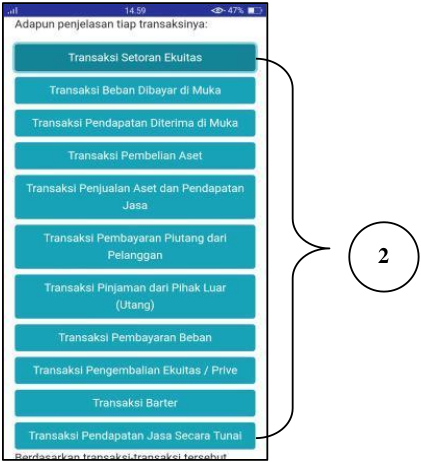 14.59
47%
Adapun penjelasan tiap transaksinya:
Transaksi Setoran Ekuitas
Transaksi Beban Dibayar di Muka
Transaksi Pendapatan Diterima di Muka
Transaksi Pembelian Aset
Transaksi Penjualan Aset dan Pendapatan
Jasa
Transaksi Pembayaran Piutang dari
Pelanggan
Transaksi Pinjaman dari Pihak Luar
(Utang)
Transaksi Pembayaran Beban
Transaksi Pengembalian Ekuitas / Prive
Transaksi Barter
Transaksi Pendapatan Jasa Secara Tunai
Berdasarkan transaksi-transaksi tersebut
2